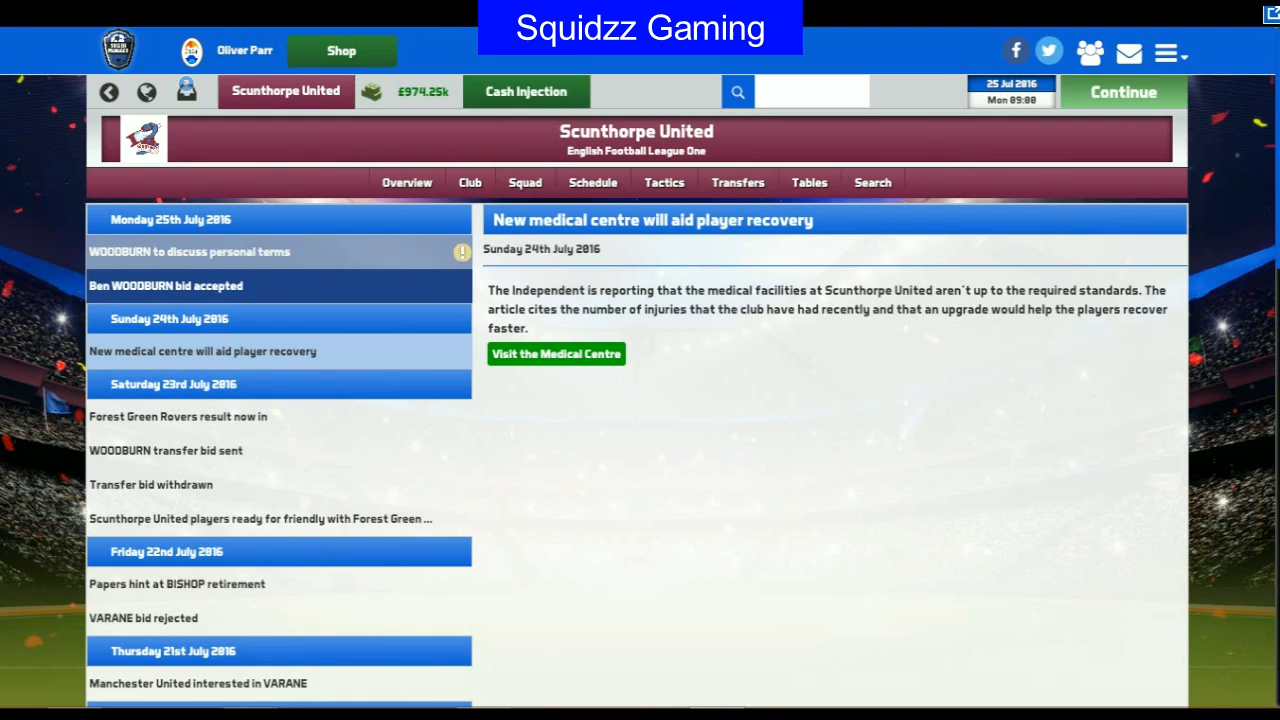 Squidzz Gaming
Oliver Parr
Shop
Scunthorpe United
£974.25k
Cash Injection
25 Jul 2016
Mon 09:00
Continue
Scunthorpe United
English Football League One
Overview
Club
Squad
Schedule
Tactics
Transfers
Tables
Search
Monday 25th July 2016
WOODBURN to discuss personal terms
Ben WOODBURN bid accepted
Sunday 24th July 2016
New medical centre will aid player recovery
Saturday 23rd July 2016
Forest Green Rovers result now in
WOODBURN transfer bid sent
Transfer bid withdrawn
Scunthorpe United players ready for friendly with Forest Green ...
Friday 22nd July 2016
Papers hint at BISHOP retirement
VARANE bid rejected
Thursday 21st July 2016
Manchester United interested in VARANE
New medical centre will aid player recovery
Sunday 24th July 2016
The Independent is reporting that the medical facilities at Scunthorpe United aren't up to the required standards. The
article cites the number of injuries that the club have had recently and that an upgrade would help the players recover
faster.
Visit the Medical Centre